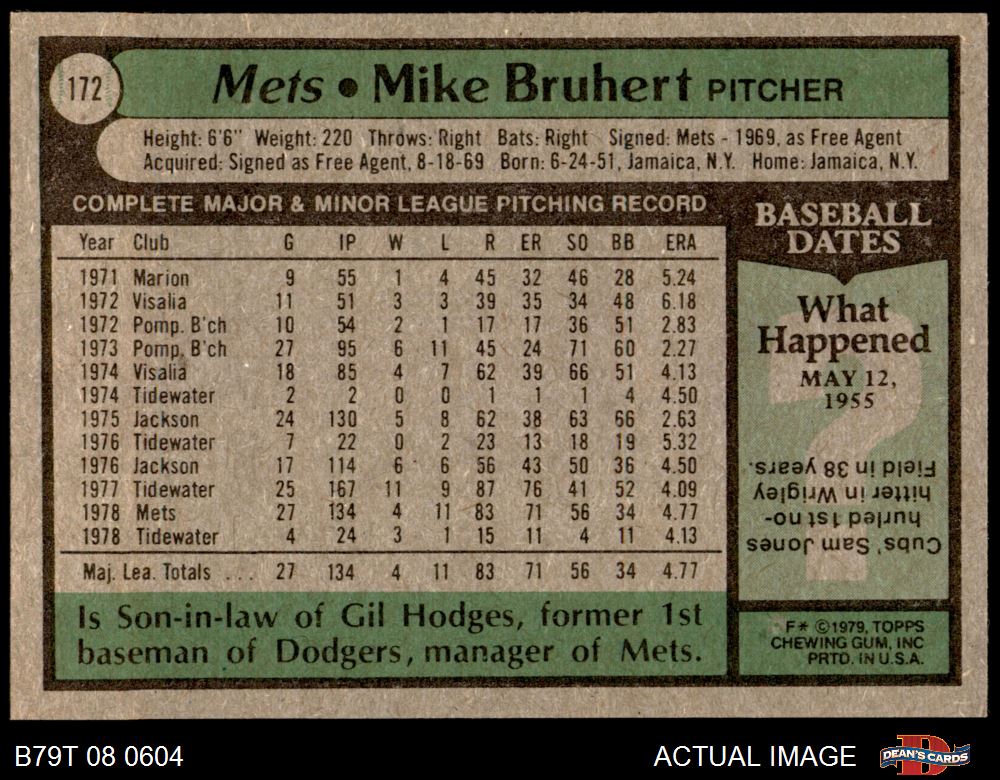 172
Mets • Mike Bruhert PITCHER
Height: 6'6" Weight: 220 Throws: Right Bats: Right Signed: Mets - 1969, as Free Agent
Acquired: Signed as Free Agent, 8-18-69 Born: 6-24-51, Jamaica, N.Y. Home: Jamaica, N.Y.
COMPLETE MAJOR & MINOR LEAGUE PITCHING RECORD
Year Club G IP W L R ER SO BB ERA
1971 Marion 9 55 1 4 45 32 46 28 5.24
1972 Visalia 11 51 3 3 39 35 34 48 6.18
1972 Pomp. B'ch 10 54 2 1 17 17 36 51 2.83
1973 Pomp. B'ch 27 95 6 11 45 24 71 60 2.27
1974 Visalia 18 85 4 7 62 39 66 51 4.13
1974 Tidewater 2 2 0 0 1 1 1 4 4.50
1975 Jackson 24 130 5 8 62 38 63 66 2.63
1976 Tidewater 7 22 0 2 23 13 18 19 5.32
1976 Jackson 17 114 6 6 56 43 50 36 4.50
1977 Tidewater 25 167 11 9 87 76 41 52 4.09
1978 Mets 27 134 4 11 83 71 56 34 4.77
1978 Tidewater 4 24 3 1 15 11 4 11 4.13
Maj. Lea. Totals ... 27 134 4 11 83 71 56 34 4.77
Is Son-in-law of Gil Hodges, former 1st
baseman of Dodgers, manager of Mets.
BASEBALL
DATES
What
Happened
MAY 12,
1955
Cubs' Sam Jones
hurled 1st no-
hitter in Wrigley
Field in 38 years.
F* ©1979, TOPPS
CHEWING GUM, INC
PRTD. IN U.S.A.
B79T 08 0604
ACTUAL IMAGE
DEAN'S CARDS